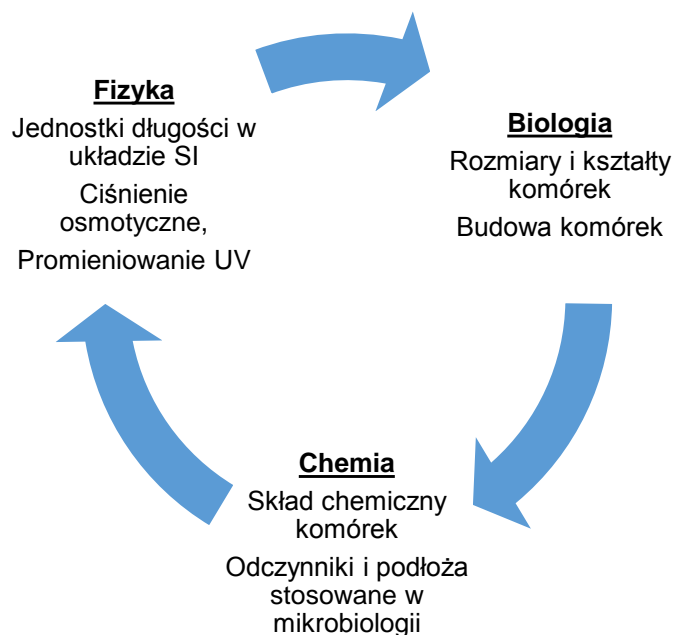 Fizyka
Jednostki długości w
układzie SI
Ciśnienie
osmotyczne,
Promieniowanie UV
Biologia
Rozmiary i kształty
komórek
Budowa komórek
Chemia
Skład chemiczny
komórek
Odczynniki i podłoża
stosowane w
mikrobiologii